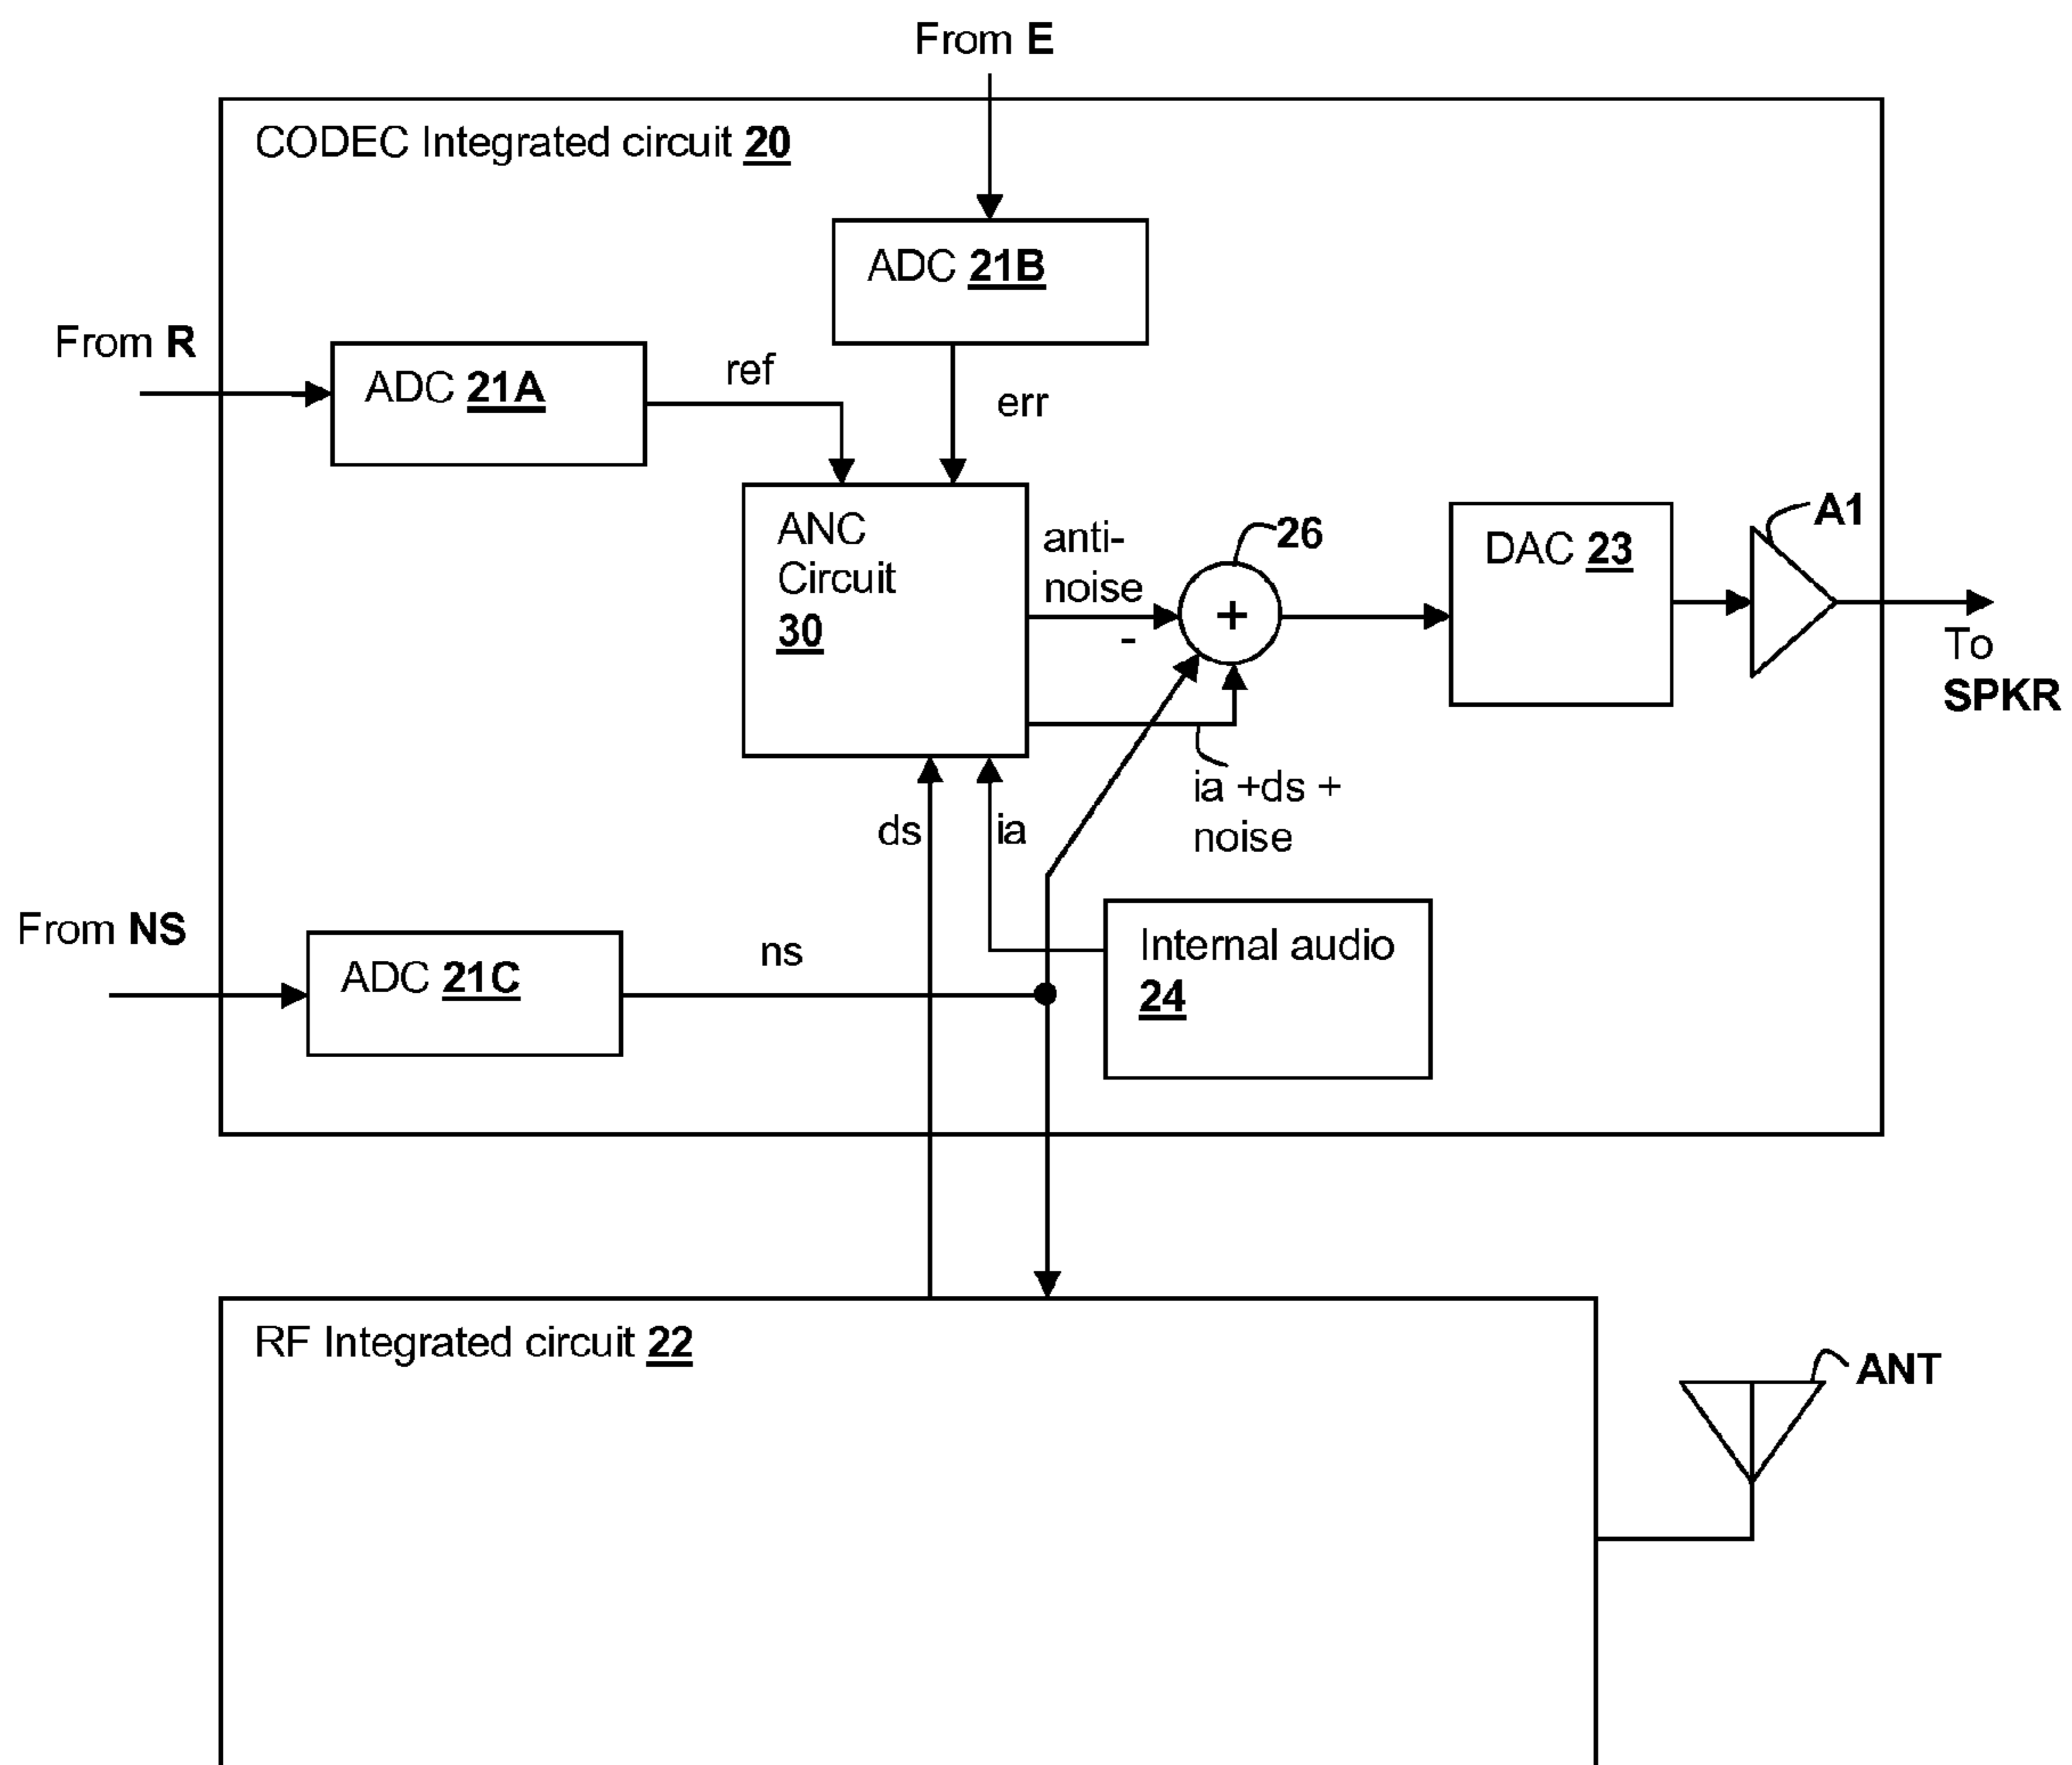 From E
CODEC Integrated circuit 20
ADC 21B
From R
ADC 21A
ref
err
ANC
Circuit
30
anti-
noise
-
26
+
DAC 23
A1
To
SPKR
ia +ds +
noise
ds
ia
From NS
ADC 21C
ns
Internal audio
24
RF Integrated circuit 22
ANT